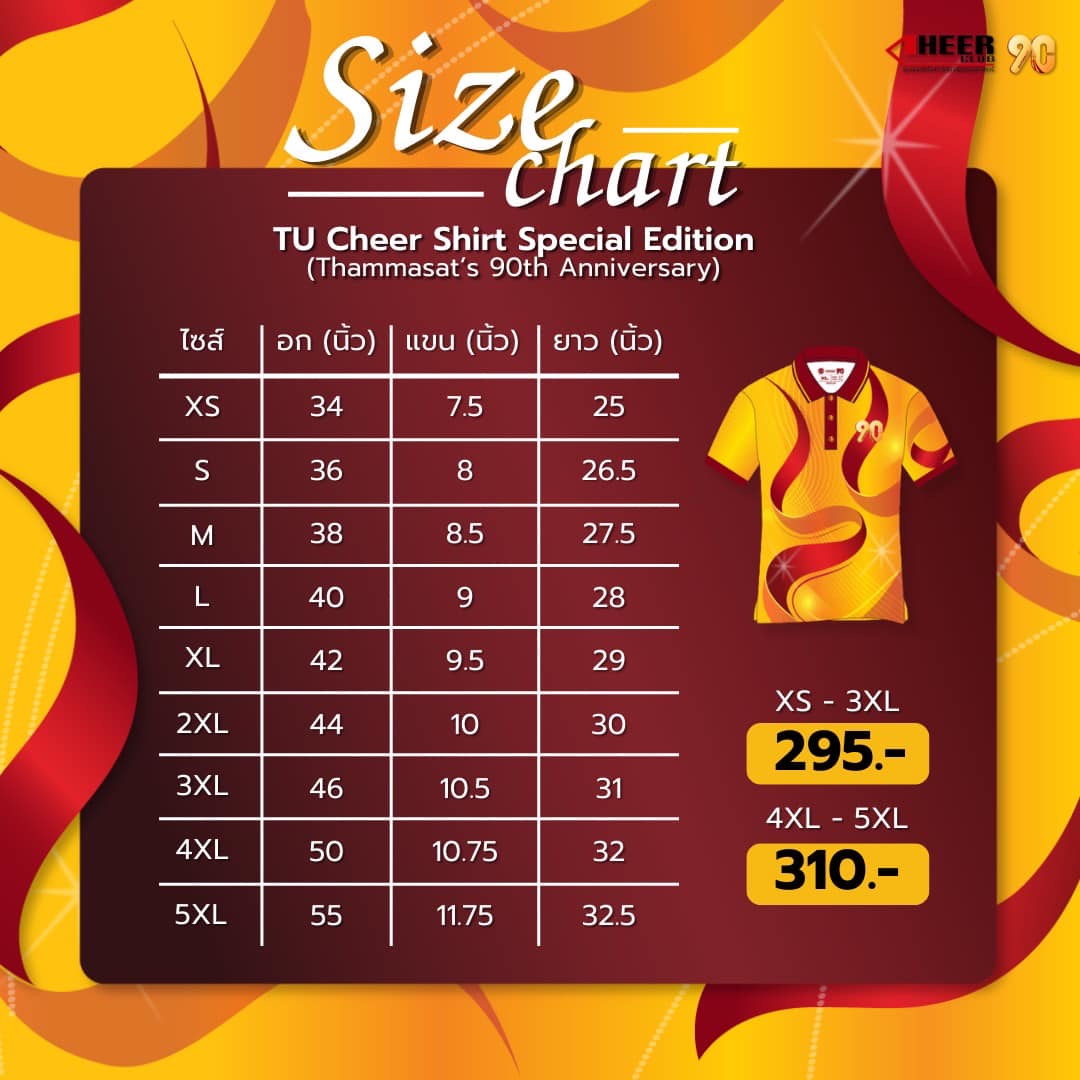 CHEER
CLUB
90
Size
chart
TU Cheer Shirt Special Edition
(Thammasat's 90th Anniversary)
ไซส์ อก (นิ้ว) แขน (นิ้ว) ยาว (นิ้ว)
XS 34 7.5 25
S 36 8 26.5
M 38 8.5 27.5
L 40 9 28
XL 42 9.5 29
2XL 44 10 30
3XL 46 10.5 31
4XL 50 10.75 32
5XL 55 11.75 32.5
90
XS - 3XL
295.-
4XL - 5XL
310.-